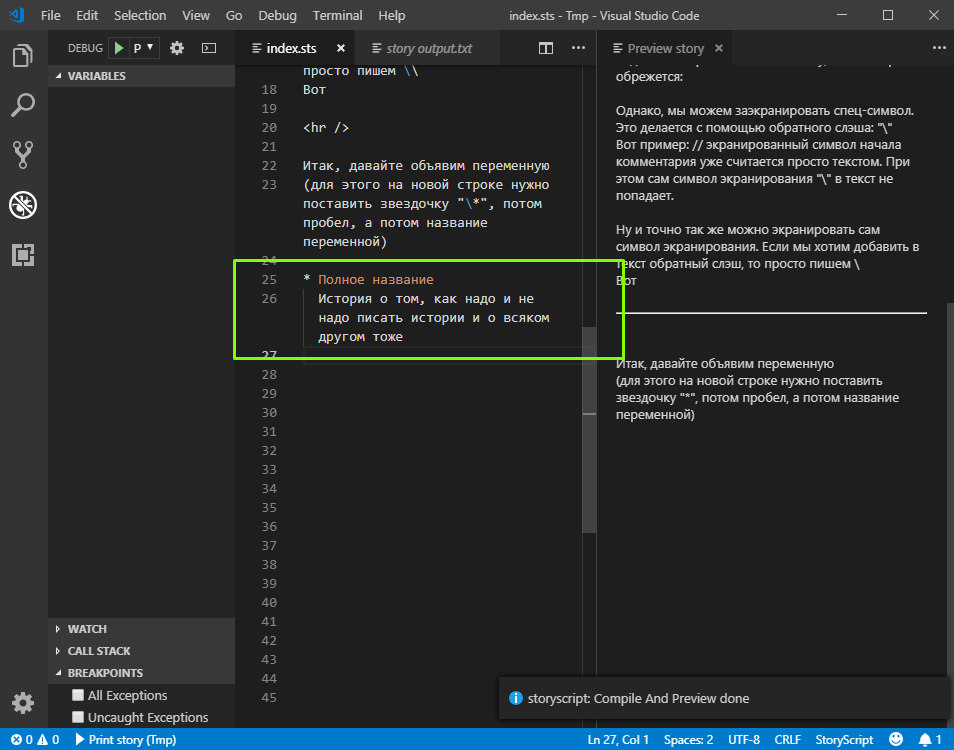 File Edit Selection View Go Debug Terminal Help index.sts - Tmp - Visual Studio Code
DEBUG P
VARIABLES
WATCH
CALL STACK
BREAKPOINTS
All Exceptions
Uncaught Exceptions
index.sts story output.txt
просто пишем \\
18 Вот
19
20 <hr />
21
22 Итак, давайте объявим переменную
23 (для этого на новой строке нужно
поставить звездочку "\*", потом
пробел, а потом название
переменной)
24
25 * Полное название
26 История о том, как надо и не
надо писать истории и о всяком
другом тоже
27
28
29
30
31
32
33
34
35
36
37
38
39
40
41
42
43
44
45
Preview story
обрежется:
Однако, мы можем заэкранировать спец-символ.
Это делается с помощью обратного слэша: "\"
Вот пример: // экранированный символ начала
комментария уже считается просто текстом. При
этом сам символ экранирования "\" в текст не
попадает.
Ну и точно так же можно экранировать сам
символ экранирования. Если мы хотим добавить в
текст обратный слэш, то просто пишем \
Вот
Итак, давайте объявим переменную
(для этого на новой строке нужно поставить
звездочку "*", потом пробел, а потом название
переменной)
storyscript: Compile And Preview done
0 0 Print story (Tmp) Ln 27, Col 1 Spaces: 2 UTF-8 CRLF StoryScript 1